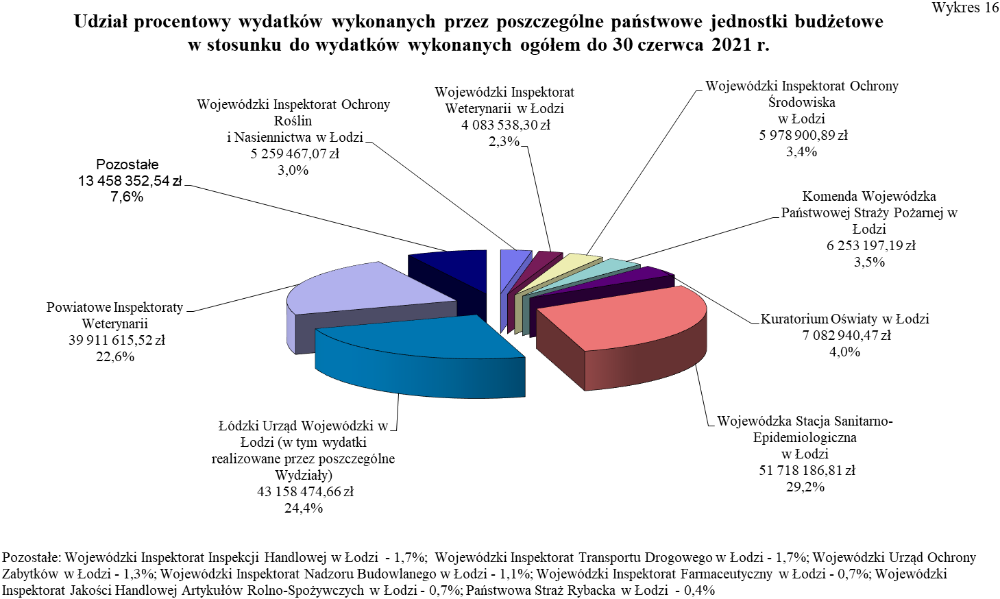 Wykres 16
Udział procentowy wydatków wykonanych przez poszczególne państwowe jednostki budżetowe
w stosunku do wydatków wykonanych ogółem do 30 czerwca 2021 r.
Wojewódzki Inspektorat Ochrony
Roślin
i Nasiennictwa w Łodzi
5 259 467,07 zł
3,0%
Wojewódzki Inspektorat
Weterynarii w Łodzi
4 083 538,30 zł
2,3%
Wojewódzki Inspektorat Ochrony
Środowiska
w Łodzi
5 978 900,89 zł
3,4%
Pozostałe
13 458 352,54 zł
7,6%
Komenda Wojewódzka
Państwowej Straży Pożarnej w
Łodzi
6 253 197,19 zł
3,5%
Powiatowe Inspektoraty
Weterynarii
39 911 615,52 zł
22,6%
Kuratorium Oświaty w Łodzi
7 082 940,47 zł
4,0%
Łódzki Urząd Wojewódzki w
Łodzi (w tym wydatki
realizowane przez poszczególne
Wydziały)
43 158 474,66 zł
24,4%
Wojewódzka Stacja Sanitarno-
Epidemiologiczna
w Łodzi
51 718 186,81 zł
29,2%
Pozostałe: Wojewódzki Inspektorat Inspekcji Handlowej w Łodzi - 1,7%; Wojewódzki Inspektorat Transportu Drogowego w Łodzi - 1,7%; Wojewódzki Urząd Ochrony
Zabytków w Łodzi - 1,3%; Wojewódzki Inspektorat Nadzoru Budowlanego w Łodzi - 1,1%; Wojewódzki Inspektorat Farmaceutyczny w Łodzi - 0,7%; Wojewódzki
Inspektorat Jakości Handlowej Artykułów Rolno-Spożywczych w Łodzi - 0,7%; Państwowa Straż Rybacka w Łodzi - 0,4%